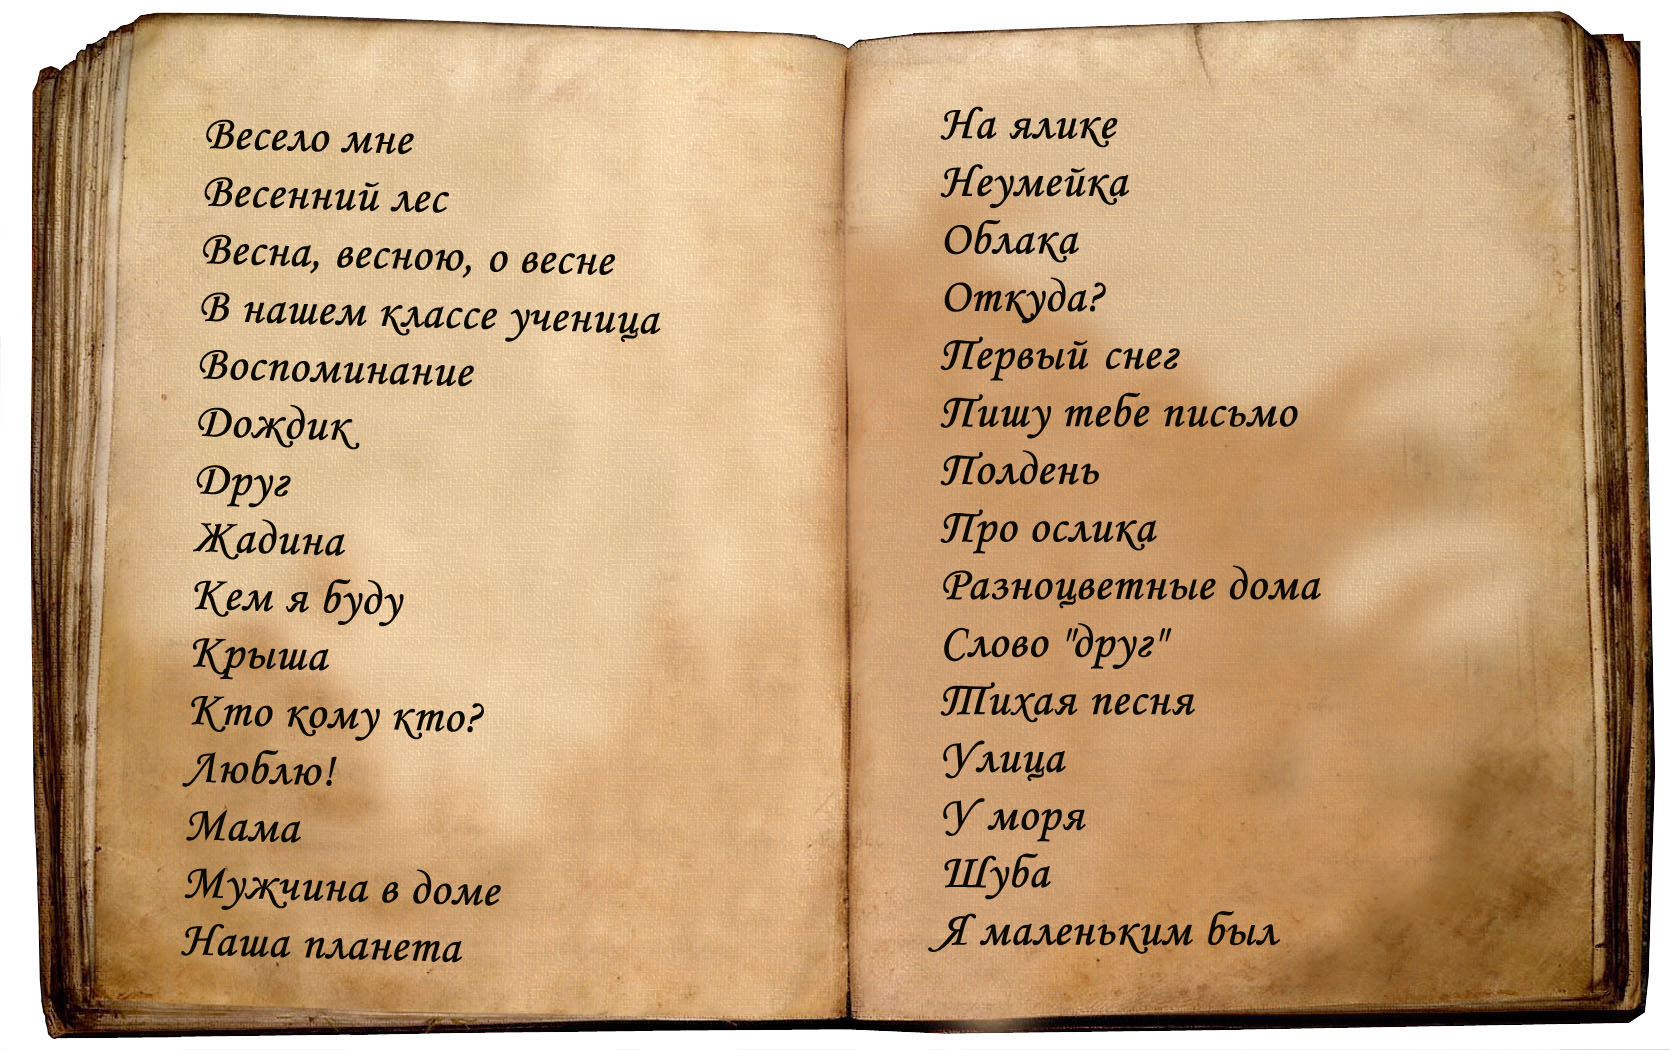 Весело мне
Весенний лес
Весна, весною, о весне
В нашем классе ученица
Воспоминание
Дождик
Друг
Жадина
Кем я буду
Крыша
Кто кому кто?
Люблю!
Мама
Мужчина в доме
Наша планета
На ялике
Неумейка
Облака
Откуда?
Первый снег
Пишу тебе письмо
Полдень
Про ослика
Разноцветные дома
Слово "друг"
Тихая песня
Улица
У моря
Шуба
Я маленьким был